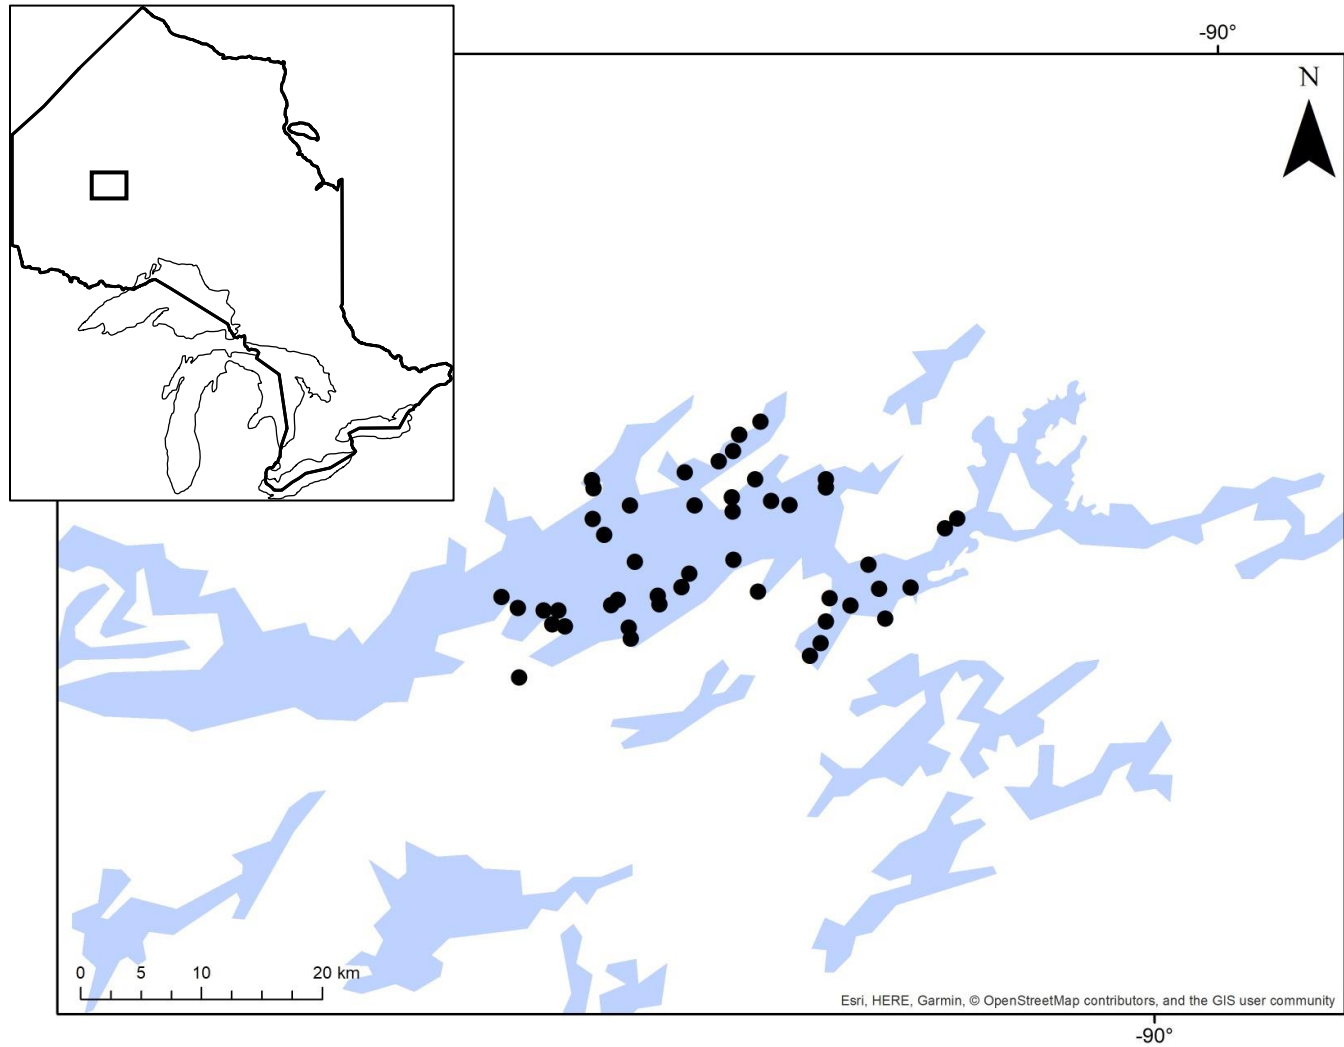 -90°
N
0 5 10 20 km
Esri, HERE, Garmin, © OpenStreetMap contributors, and the GIS user community
-90°